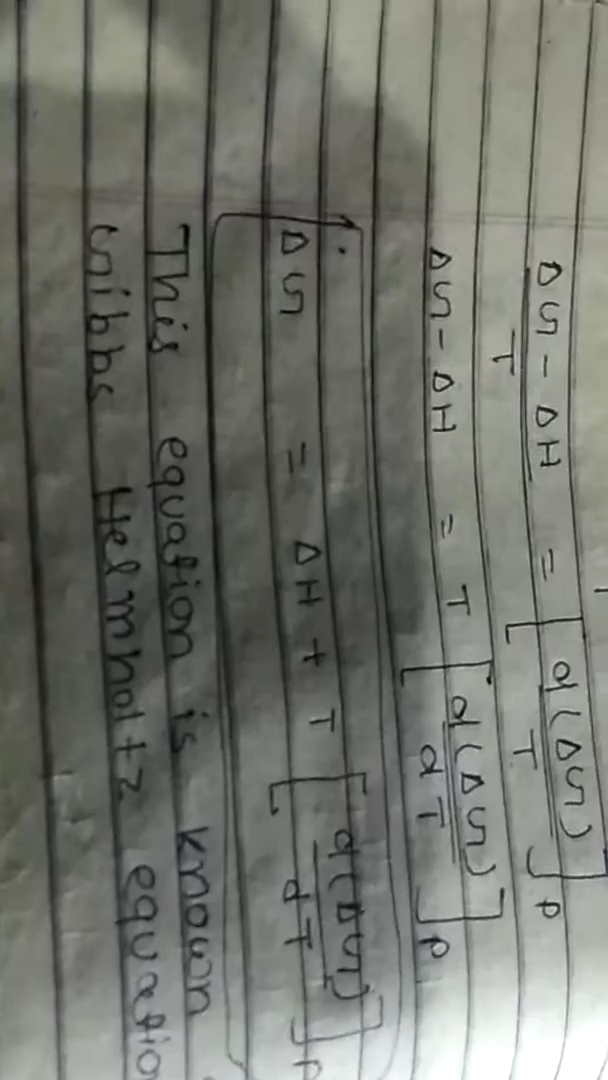 ΔG - ΔH / T = [d(ΔG) / T]P
ΔG - ΔH = T [d(ΔG) / dT]P
∴ ΔG = ΔH + T [d(ΔG) / dT]P
This equation is known
Gibbs Helmholtz equatio